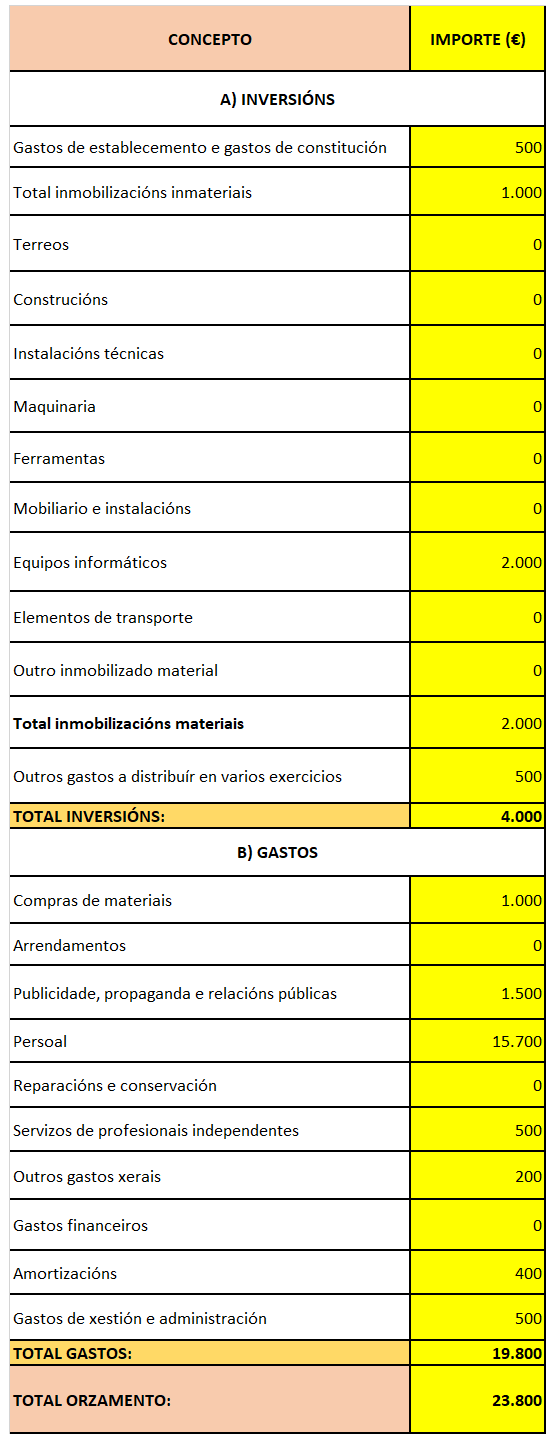 CONCEPTO IMPORTE (€)
A) INVERSIÓNS
Gastos de establecemento e gastos de constitución 500
Total inmobilizacións inmateriais 1.000
Terreos 0
Construcións 0
Instalacións técnicas 0
Maquinaria 0
Ferramentas 0
Mobiliario e instalacións 0
Equipos informáticos 2.000
Elementos de transporte 0
Outro inmobilizado material 0
Total inmobilizacións materiais 2.000
Outros gastos a distribuír en varios exercicios 500
TOTAL INVERSIÓNS: 4.000
B) GASTOS
Compras de materiais 1.000
Arrendamentos 0
Publicidade, propaganda e relacións públicas 1.500
Persoal 15.700
Reparacións e conservación 0
Servizos de profesionais independentes 500
Outros gastos xerais 200
Gastos financeiros 0
Amortizacións 400
Gastos de xestión e administración 500
TOTAL GASTOS: 19.800
TOTAL ORZAMENTO: 23.800